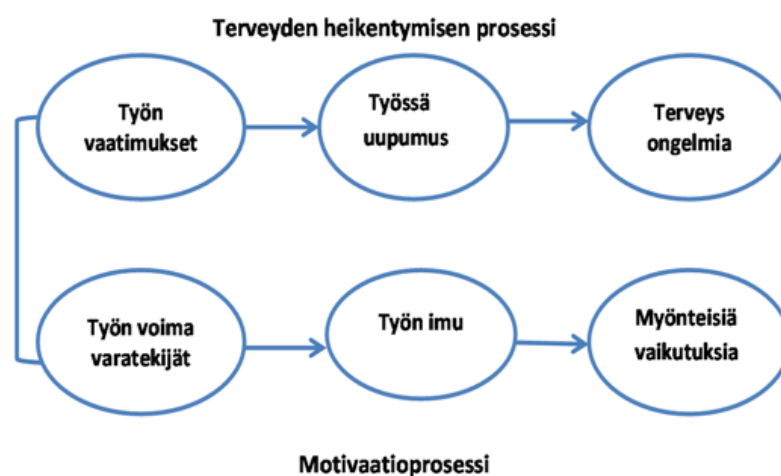 Terveyden heikentymisen prosessi
Työn
vaatimukset
Työssä
uupumus
Terveys
ongelmia
Työn voima
varatekijät
Työn imu
Myönteisiä
vaikutuksia
Motivaatioprosessi